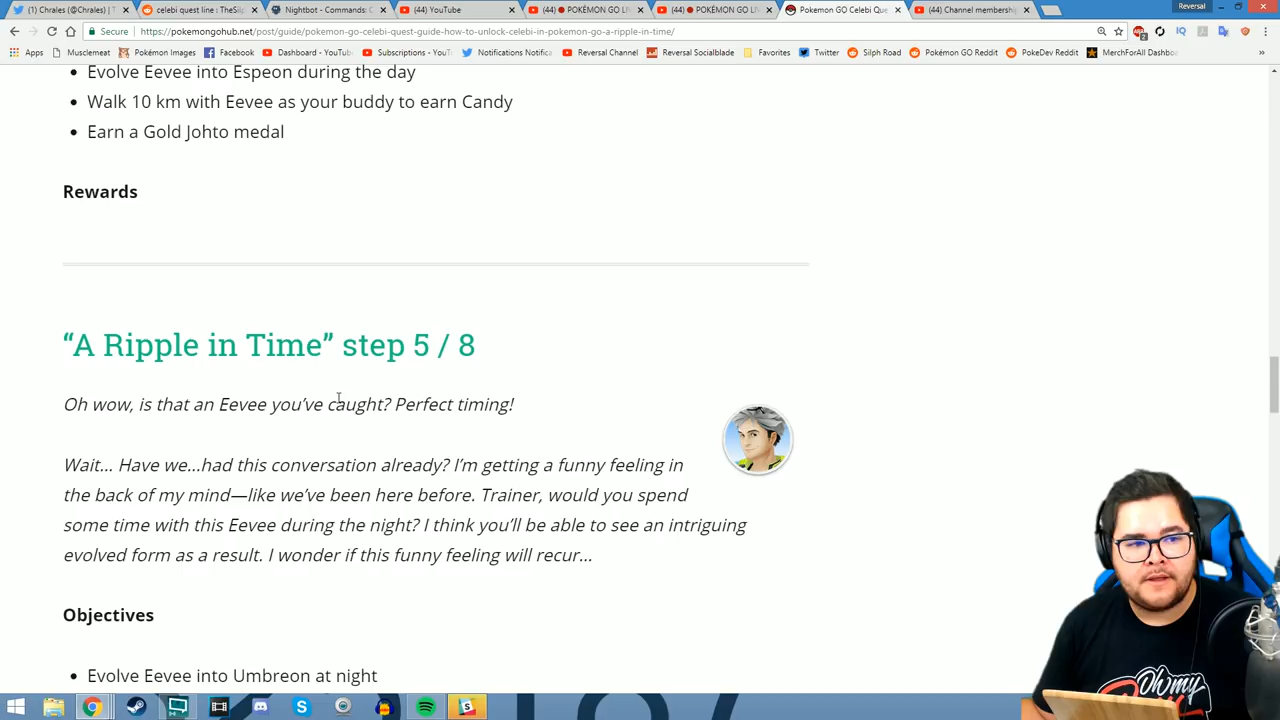 Reversal
(1) Chrales (@Chrales) | T
celebi quest line : TheSilp
Nightbot - Commands: C
(44) YouTube
(44) 🔴 POKÉMON GO LIV
(44) 🔴 POKÉMON GO LIV
Pokemon GO Celebi Que
(44) Channel membership
Secure
https://pokemongohub.net/post/guide/pokemon-go-celebi-quest-guide-how-to-unlock-celebi-in-pokemon-go-a-ripple-in-time/
Apps
Musclemeat
Pokémon Images
Facebook
Dashboard - YouTube
Subscriptions - YouT
Notifications Notific
Reversal Channel
Reversal Socialblade
Favorites
Twitter
Silph Road
Pokémon GO Reddit
PokeDev Reddit
MerchForAll Dashbo
»
• Evolve Eevee into Espeon during the day
• Walk 10 km with Eevee as your buddy to earn Candy
• Earn a Gold Johto medal
Rewards
“A Ripple in Time” step 5 / 8
Oh wow, is that an Eevee you’ve caught? Perfect timing!
Wait… Have we…had this conversation already? I’m getting a funny feeling in
the back of my mind—like we’ve been here before. Trainer, would you spend
some time with this Eevee during the night? I think you’ll be able to see an intriguing
evolved form as a result. I wonder if this funny feeling will recur…
Objectives
• Evolve Eevee into Umbreon at night
Oh my